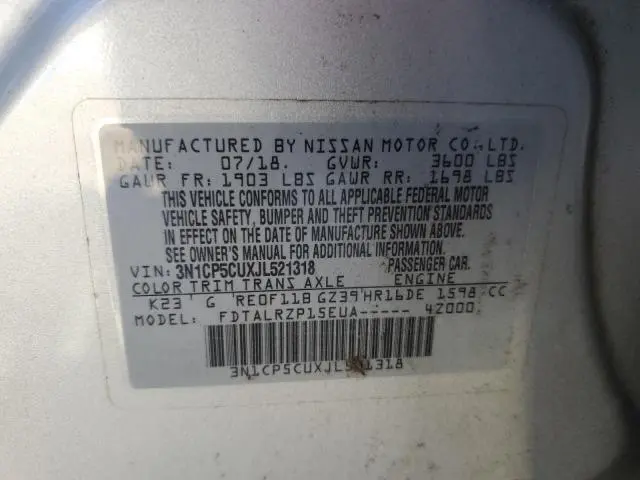 MANUFACTURED BY NISSAN MOTOR CO., LTD.
DATE: 07/18. GVWR: 3600 LBS
GAWR FR: 1903 LBS GAWR RR: 1698 LBS
THIS VEHICLE CONFORMS TO ALL APPLICABLE FEDERAL MOTOR
VEHICLE SAFETY, BUMPER AND THEFT PREVENTION STANDARDS
IN EFFECT ON THE DATE OF MANUFACTURE SHOWN ABOVE.
SEE OWNER'S MANUAL FOR ADDITIONAL INFORMATION.
VIN: 3N1CP5CUXJL521318 PASSENGER CAR.
COLOR TRIM TRANS AXLE ENGINE
K23 G RE0F11B GZ39 HR16DE 1598 CC
MODEL: FDTALRZP15EUA----- 42000
3N1CP5CUXJL521318